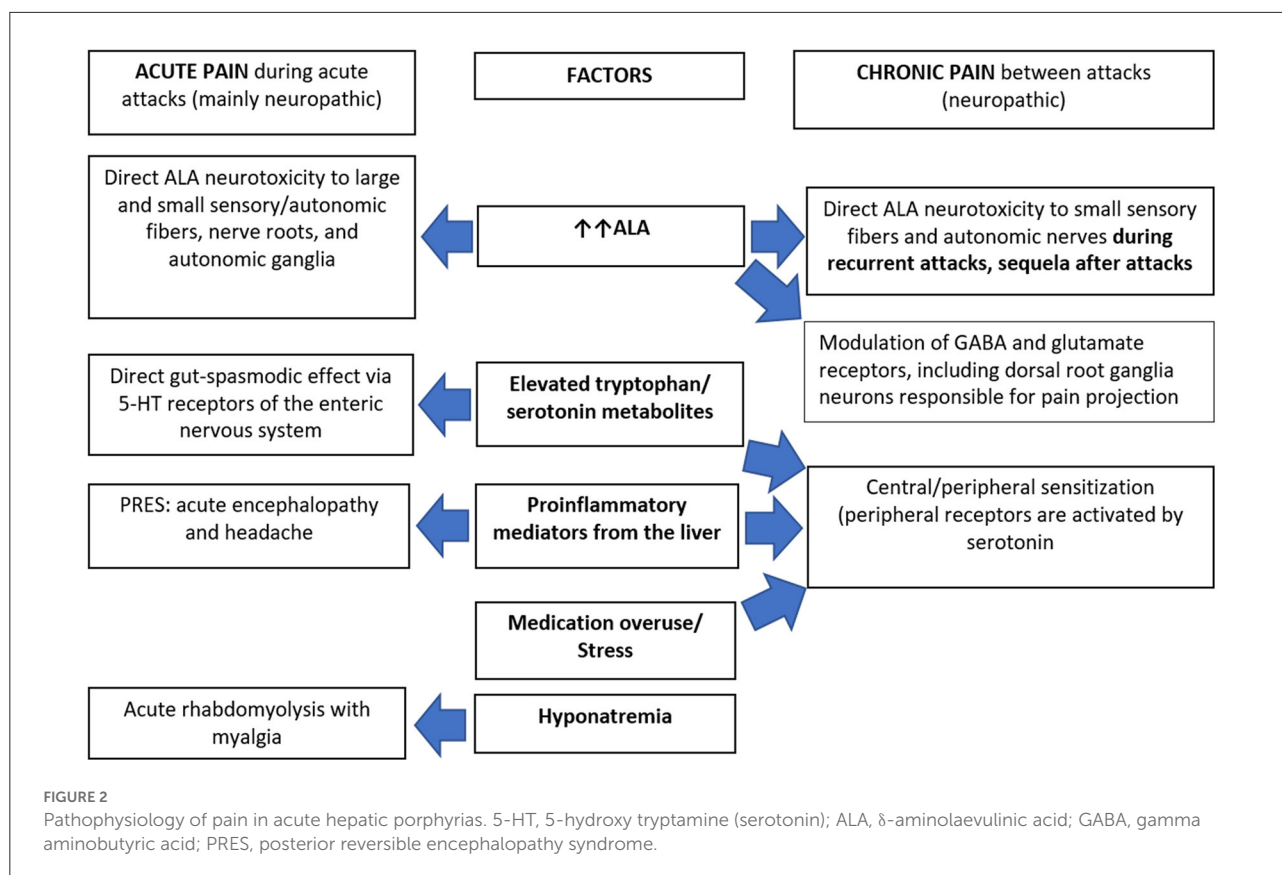 ACUTE PAIN during acute
attacks (mainly neuropathic)
FACTORS
CHRONIC PAIN between attacks
(neuropathic)
Direct ALA neurotoxicity to large
and small sensory/autonomic
fibers, nerve roots, and
autonomic ganglia
↑↑ALA
Direct ALA neurotoxicity to small sensory
fibers and autonomic nerves during
recurrent attacks, sequela after attacks
Modulation of GABA and glutamate
receptors, including dorsal root ganglia
neurons responsible for pain projection
Direct gut-spasmodic effect via
5-HT receptors of the enteric
nervous system
Elevated tryptophan/
serotonin metabolites
PRES: acute encephalopathy
and headache
Proinflammatory
mediators from the liver
Central/peripheral sensitization
(peripheral receptors are activated by
serotonin
Medication overuse/
Stress
Acute rhabdomyolysis with
myalgia
Hyponatremia
FIGURE 2
Pathophysiology of pain in acute hepatic porphyrias. 5-HT, 5-hydroxy tryptamine (serotonin); ALA, δ-aminolaevulinic acid; GABA, gamma
aminobutyric acid; PRES, posterior reversible encephalopathy syndrome.